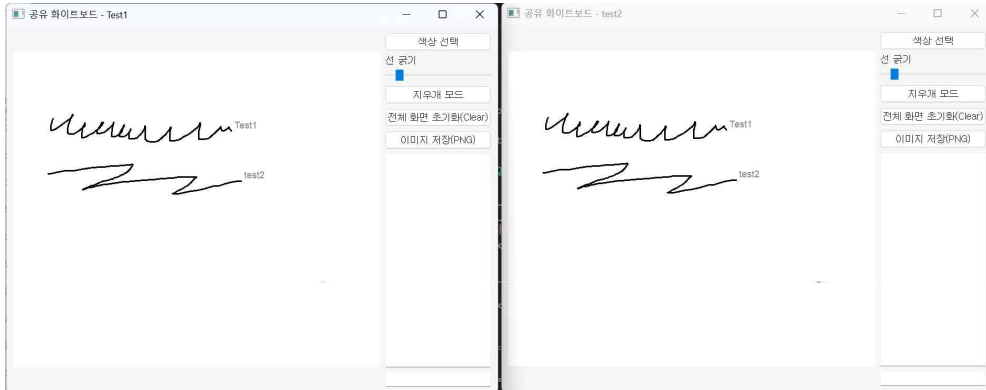 공유 화이트보드 - Test1
색상 선택
선 굵기
지우개 모드
전체 화면 초기화(Clear)
이미지 저장(PNG)
Test1
test2
공유 화이트보드 - test2
색상 선택
선 굵기
지우개 모드
전체 화면 초기화(Clear)
이미지 저장(PNG)
Test1
test2